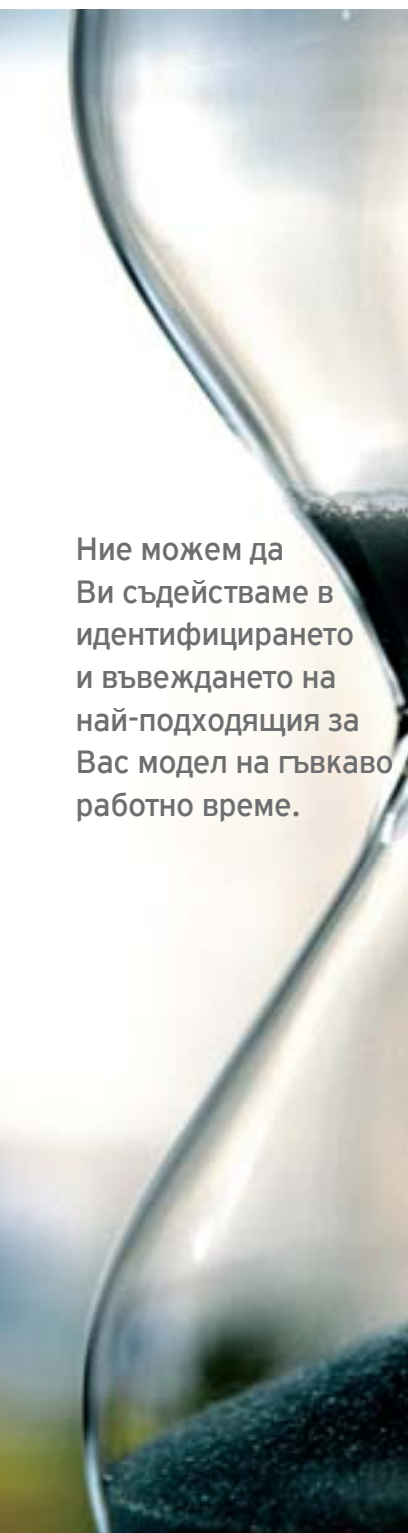 Ние можем да
Ви съдействаме в
идентифицирането
и въвеждането на
най-подходящия за
Вас модел на гъвкаво
работно време.